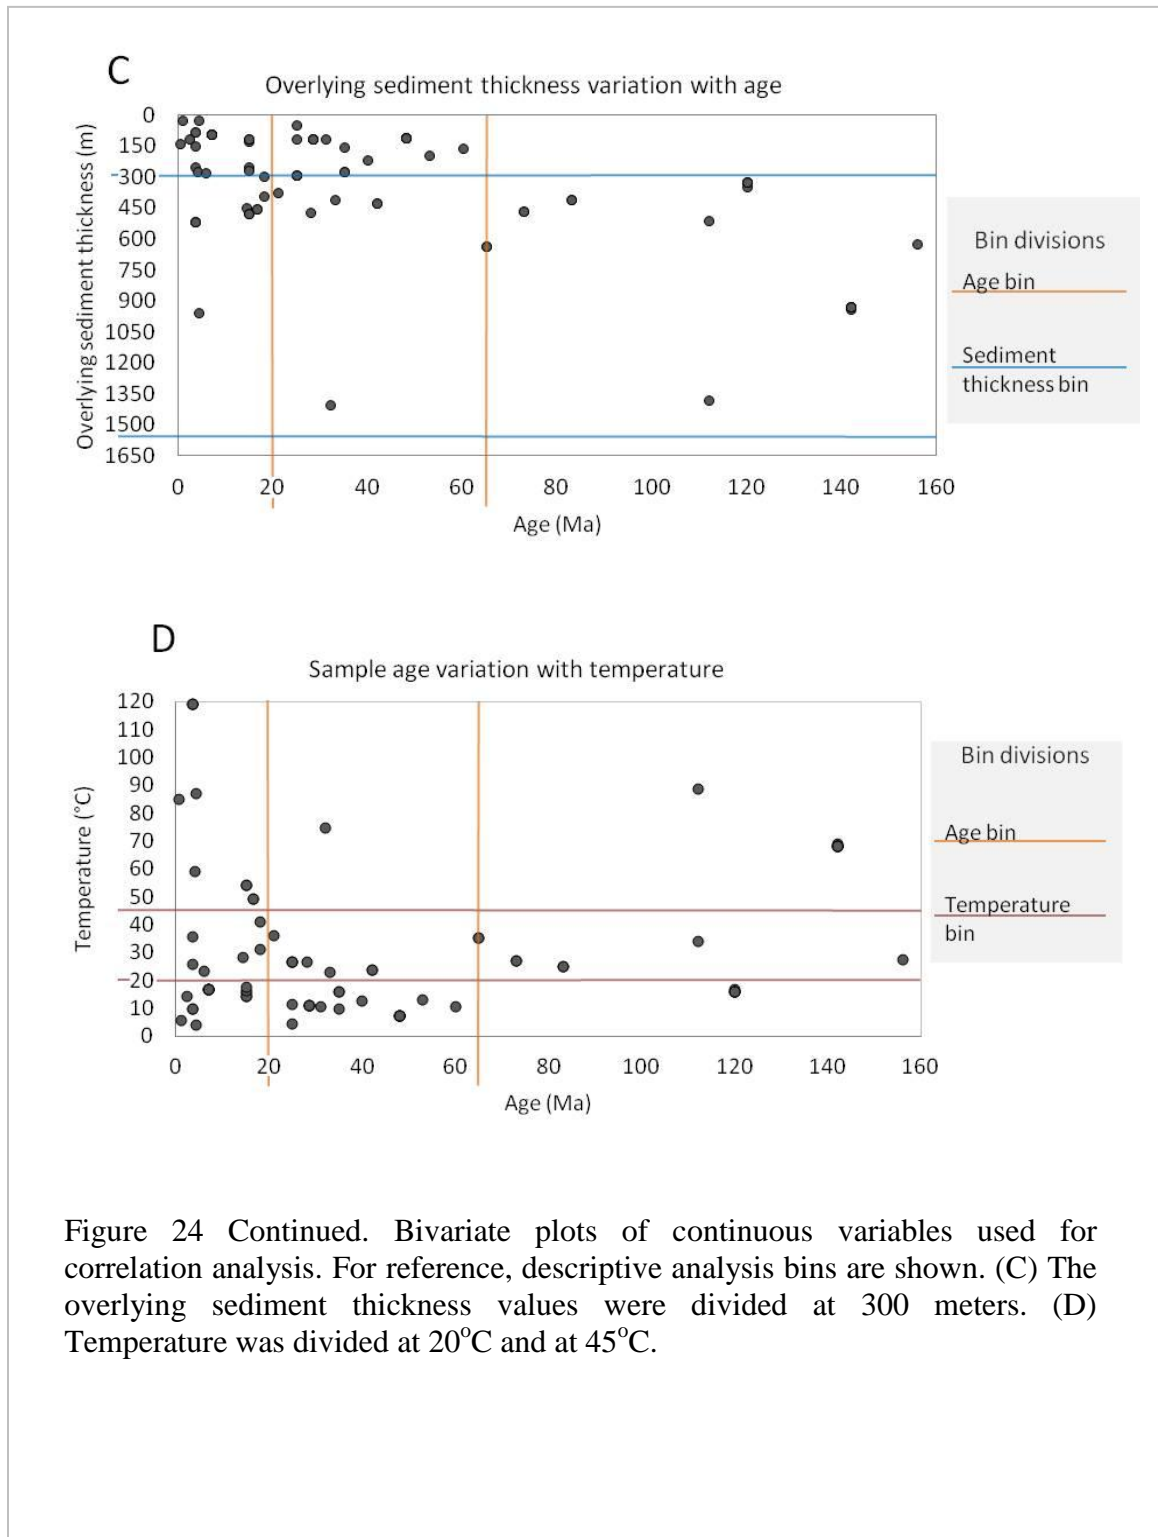 C
Overlying sediment thickness variation with age
Overlying sediment thickness (m)
0
150
300
450
600
750
900
1050
1200
1350
1500
1650
0 20 40 60 80 100 120 140 160
Age (Ma)
Bin divisions
Age bin
Sediment
thickness bin
D
Sample age variation with temperature
Temperature (°C)
120
110
100
90
80
70
60
50
40
30
20
10
0
0 20 40 60 80 100 120 140 160
Age (Ma)
Bin divisions
Age bin
Temperature
bin
Figure 24 Continued. Bivariate plots of continuous variables used for
correlation analysis. For reference, descriptive analysis bins are shown. (C) The
overlying sediment thickness values were divided at 300 meters. (D)
Temperature was divided at 20°C and at 45°C.